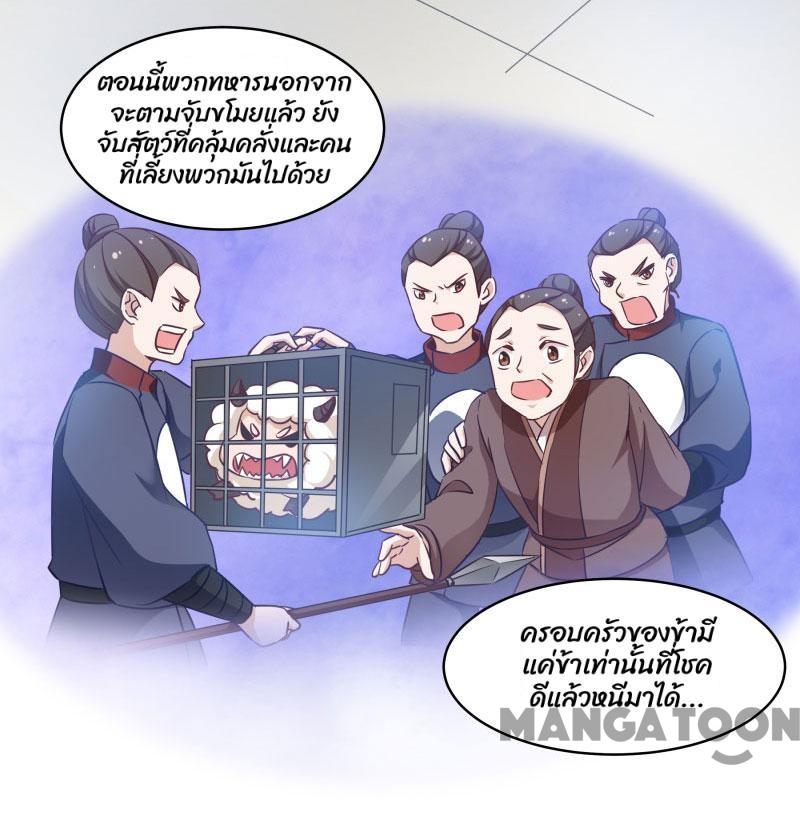 ตอนนี้พวกทหารนอกจาก
จะตามจับขโมยแล้ว ยัง
จับสัตว์ที่คลุ้มคลั่งและคน
ที่เลี้ยงพวกมันไปด้วย
ครอบครัวของข้ามี
แค่ข้าเท่านั้นที่โชค
ดีแล้วหนีมาได้...
MANGATOON